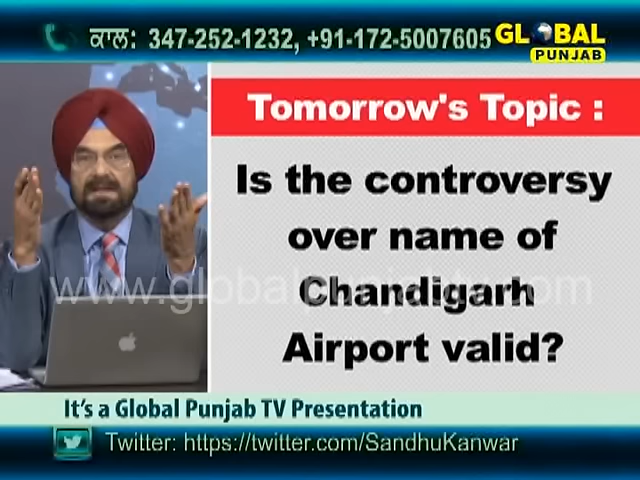 ਕਾਲ: 347-252-1232, +91-172-5007605
GLOBAL
PUNJAB
Tomorrow's Topic :
Is the controversy
over name of
Chandigarh
Airport valid?
www.globalpunjabtv.com
It's a Global Punjab TV Presentation
Twitter: https://twitter.com/SandhuKanwar